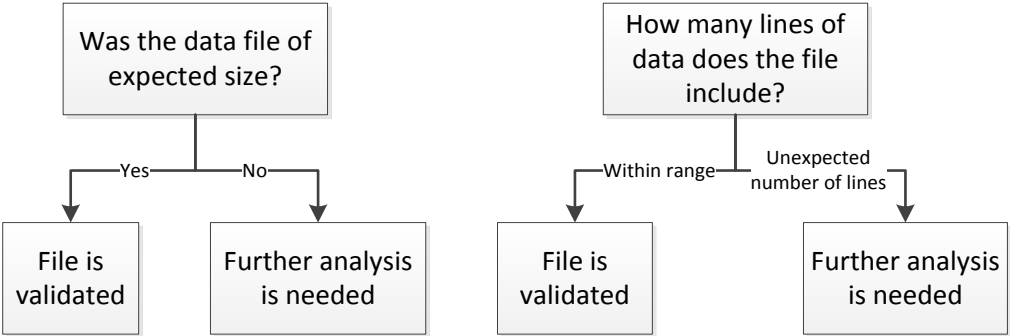 Was the data file of
expected size?
Yes
No
File is
validated
Further analysis
is needed
How many lines of
data does the file
include?
Within range
Unexpected
number of lines
File is
validated
Further analysis
is needed